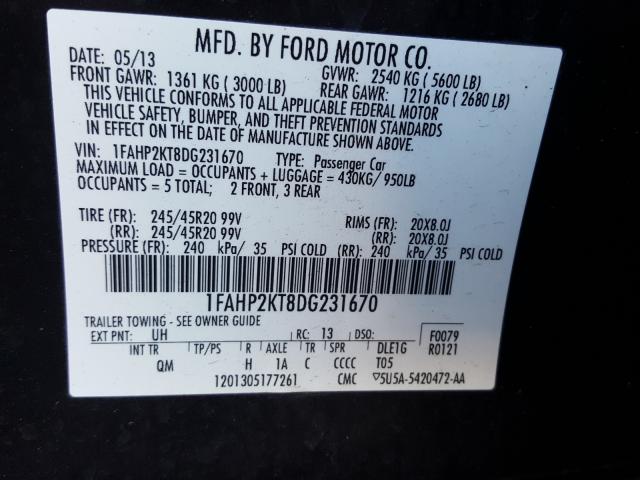 MFD. BY FORD MOTOR CO.
DATE: 05/13 GVWR: 2540 KG ( 5600 LB)
FRONT GAWR: 1361 KG ( 3000 LB) REAR GAWR: 1216 KG ( 2680 LB)
THIS VEHICLE CONFORMS TO ALL APPLICABLE FEDERAL MOTOR
VEHICLE SAFETY, BUMPER, AND THEFT PREVENTION STANDARDS
IN EFFECT ON THE DATE OF MANUFACTURE SHOWN ABOVE.
VIN: 1FAHP2KT8DG231670 TYPE: Passenger Car
MAXIMUM LOAD = OCCUPANTS + LUGGAGE = 430KG/ 950LB
OCCUPANTS = 5 TOTAL; 2 FRONT, 3 REAR
TIRE (FR): 245/45R20 99V RIMS (FR): 20X8.0J
(RR): 245/45R20 99V (RR): 20X8.0J
PRESSURE (FR): 240 kPa/ 35 PSI COLD (RR): 240 kPa/ 35 PSI COLD
1FAHP2KT8DG231670
TRAILER TOWING - SEE OWNER GUIDE
EXT PNT: UH RC: 13 DSO: F0079
INT TR TP/PS R AXLE TR SPR DLE1G R0121
QM H 1A C CCCC T05
1201305177261 CMC ▽5U5A-5420472-AA